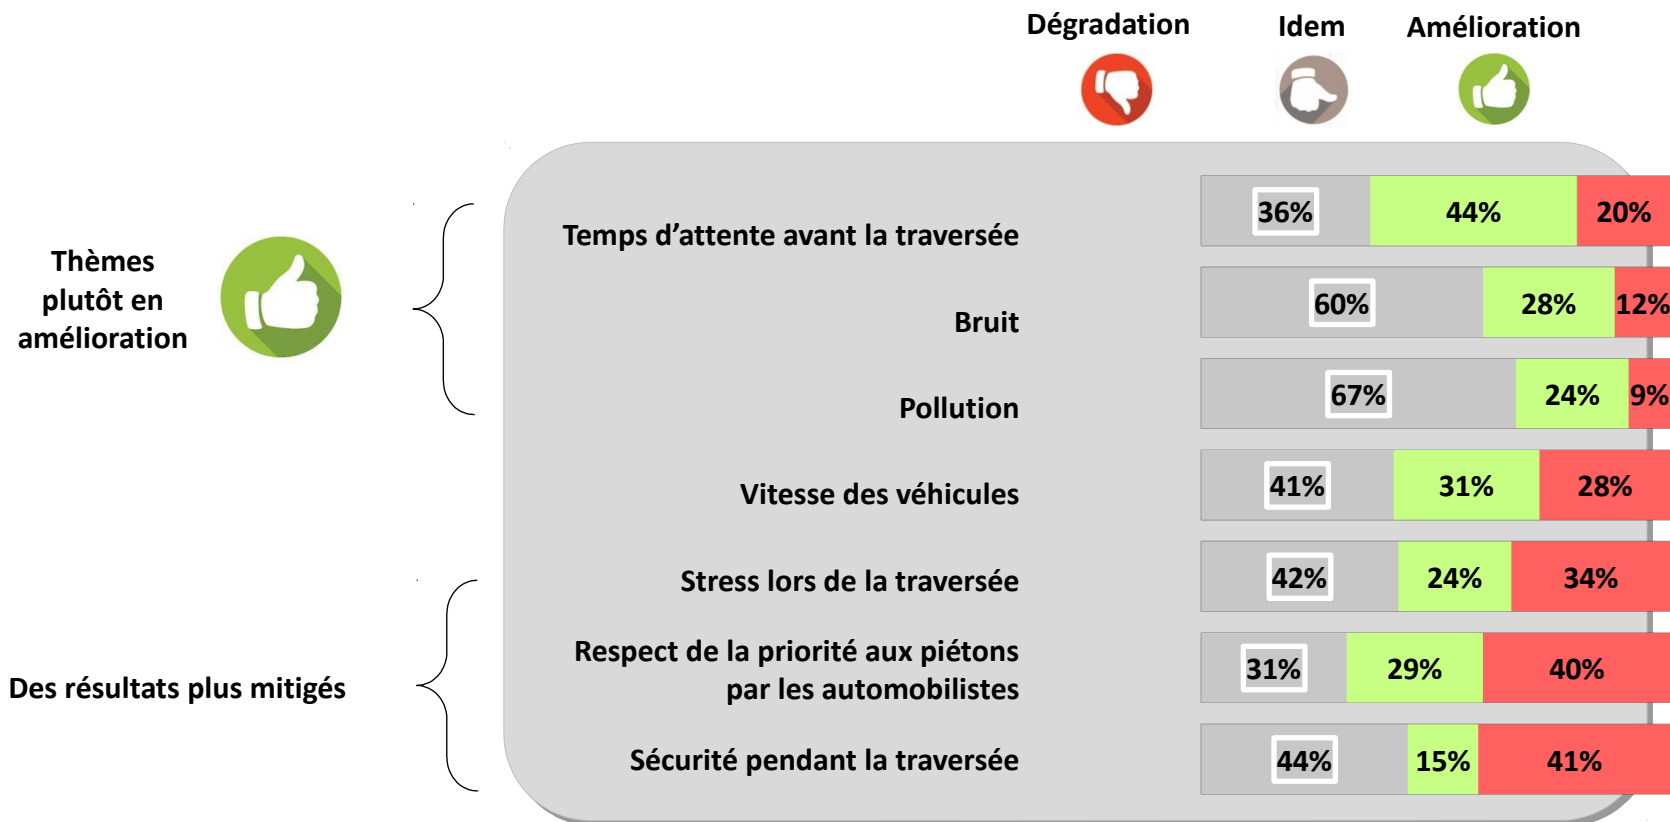 Dégradation Idem Amélioration
Thèmes
plutôt en
amélioration
Temps d'attente avant la traversée 36% 44% 20%
Bruit 60% 28% 12%
Pollution 67% 24% 9%
Vitesse des véhicules 41% 31% 28%
Des résultats plus mitigés
Stress lors de la traversée 42% 24% 34%
Respect de la priorité aux piétons
par les automobilistes 31% 29% 40%
Sécurité pendant la traversée 44% 15% 41%